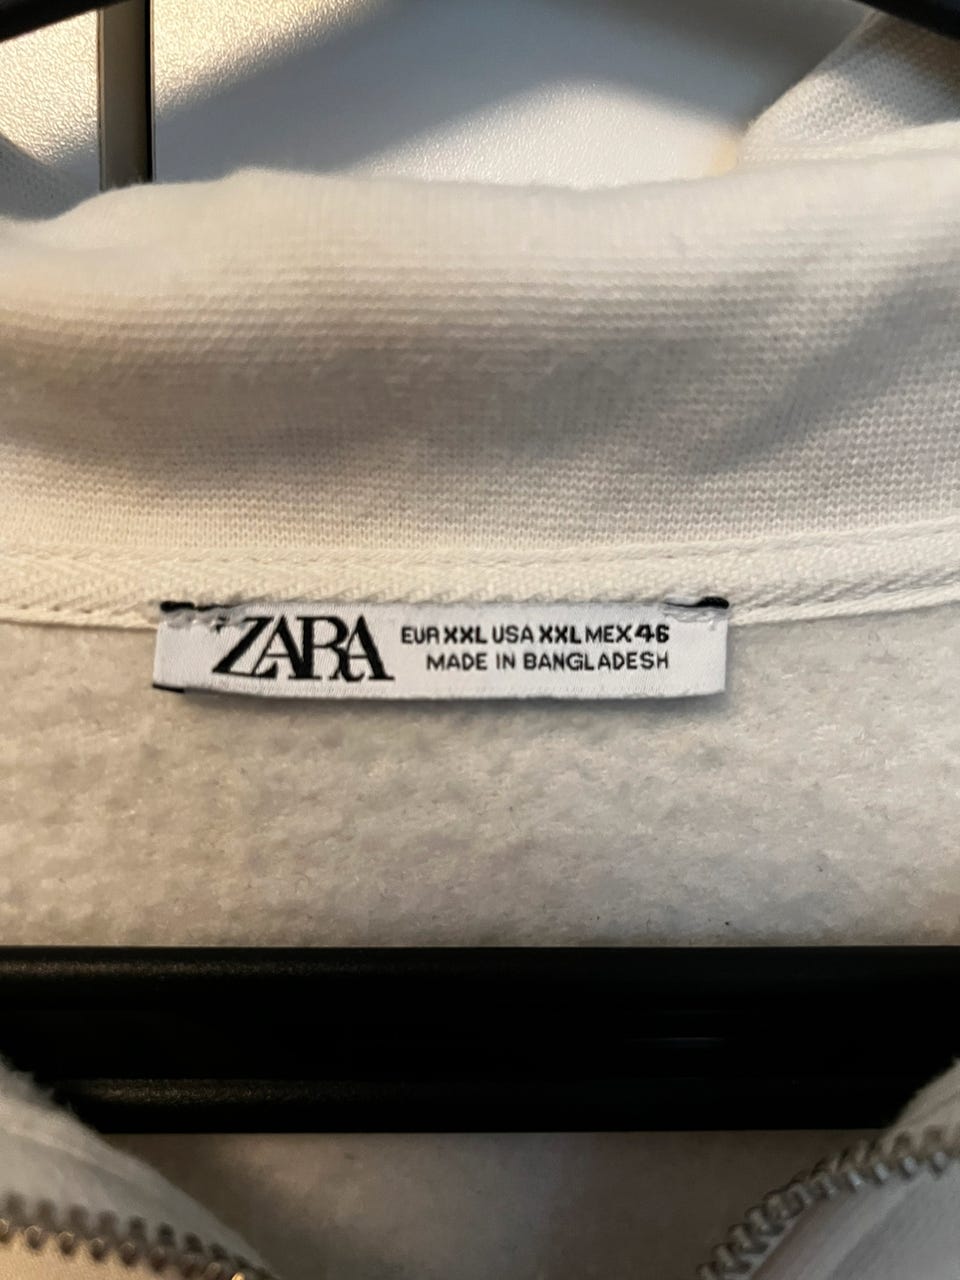 ZARA
EUR XXL USA XXL MEX 46
MADE IN BANGLADESH